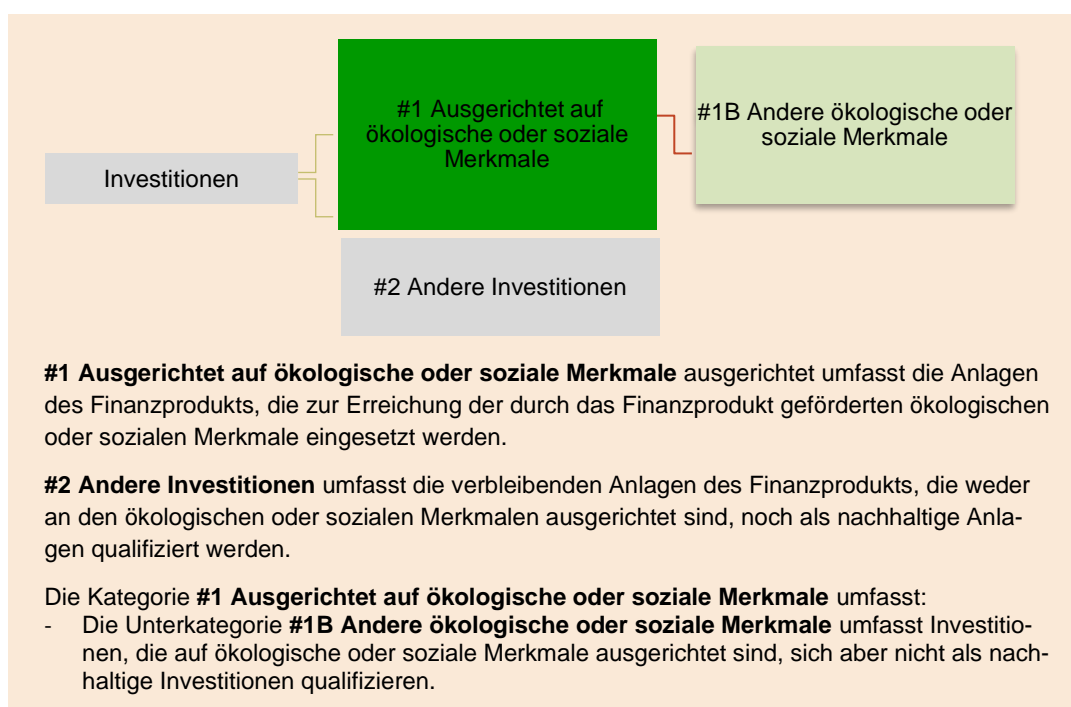 #1 Ausgerichtet auf
ökologische oder soziale
Merkmale
#1B Andere ökologische oder
soziale Merkmale
Investitionen
#2 Andere Investitionen
#1 Ausgerichtet auf ökologische oder soziale Merkmale ausgerichtet umfasst die Anlagen
des Finanzprodukts, die zur Erreichung der durch das Finanzprodukt geförderten ökologischen
oder sozialen Merkmale eingesetzt werden.
#2 Andere Investitionen umfasst die verbleibenden Anlagen des Finanzprodukts, die weder
an den ökologischen oder sozialen Merkmalen ausgerichtet sind, noch als nachhaltige Anla-
gen qualifiziert werden.
Die Kategorie #1 Ausgerichtet auf ökologische oder soziale Merkmale umfasst:
- Die Unterkategorie #1B Andere ökologische oder soziale Merkmale umfasst Investitio-
nen, die auf ökologische oder soziale Merkmale ausgerichtet sind, sich aber nicht als nach-
haltige Investitionen qualifizieren.